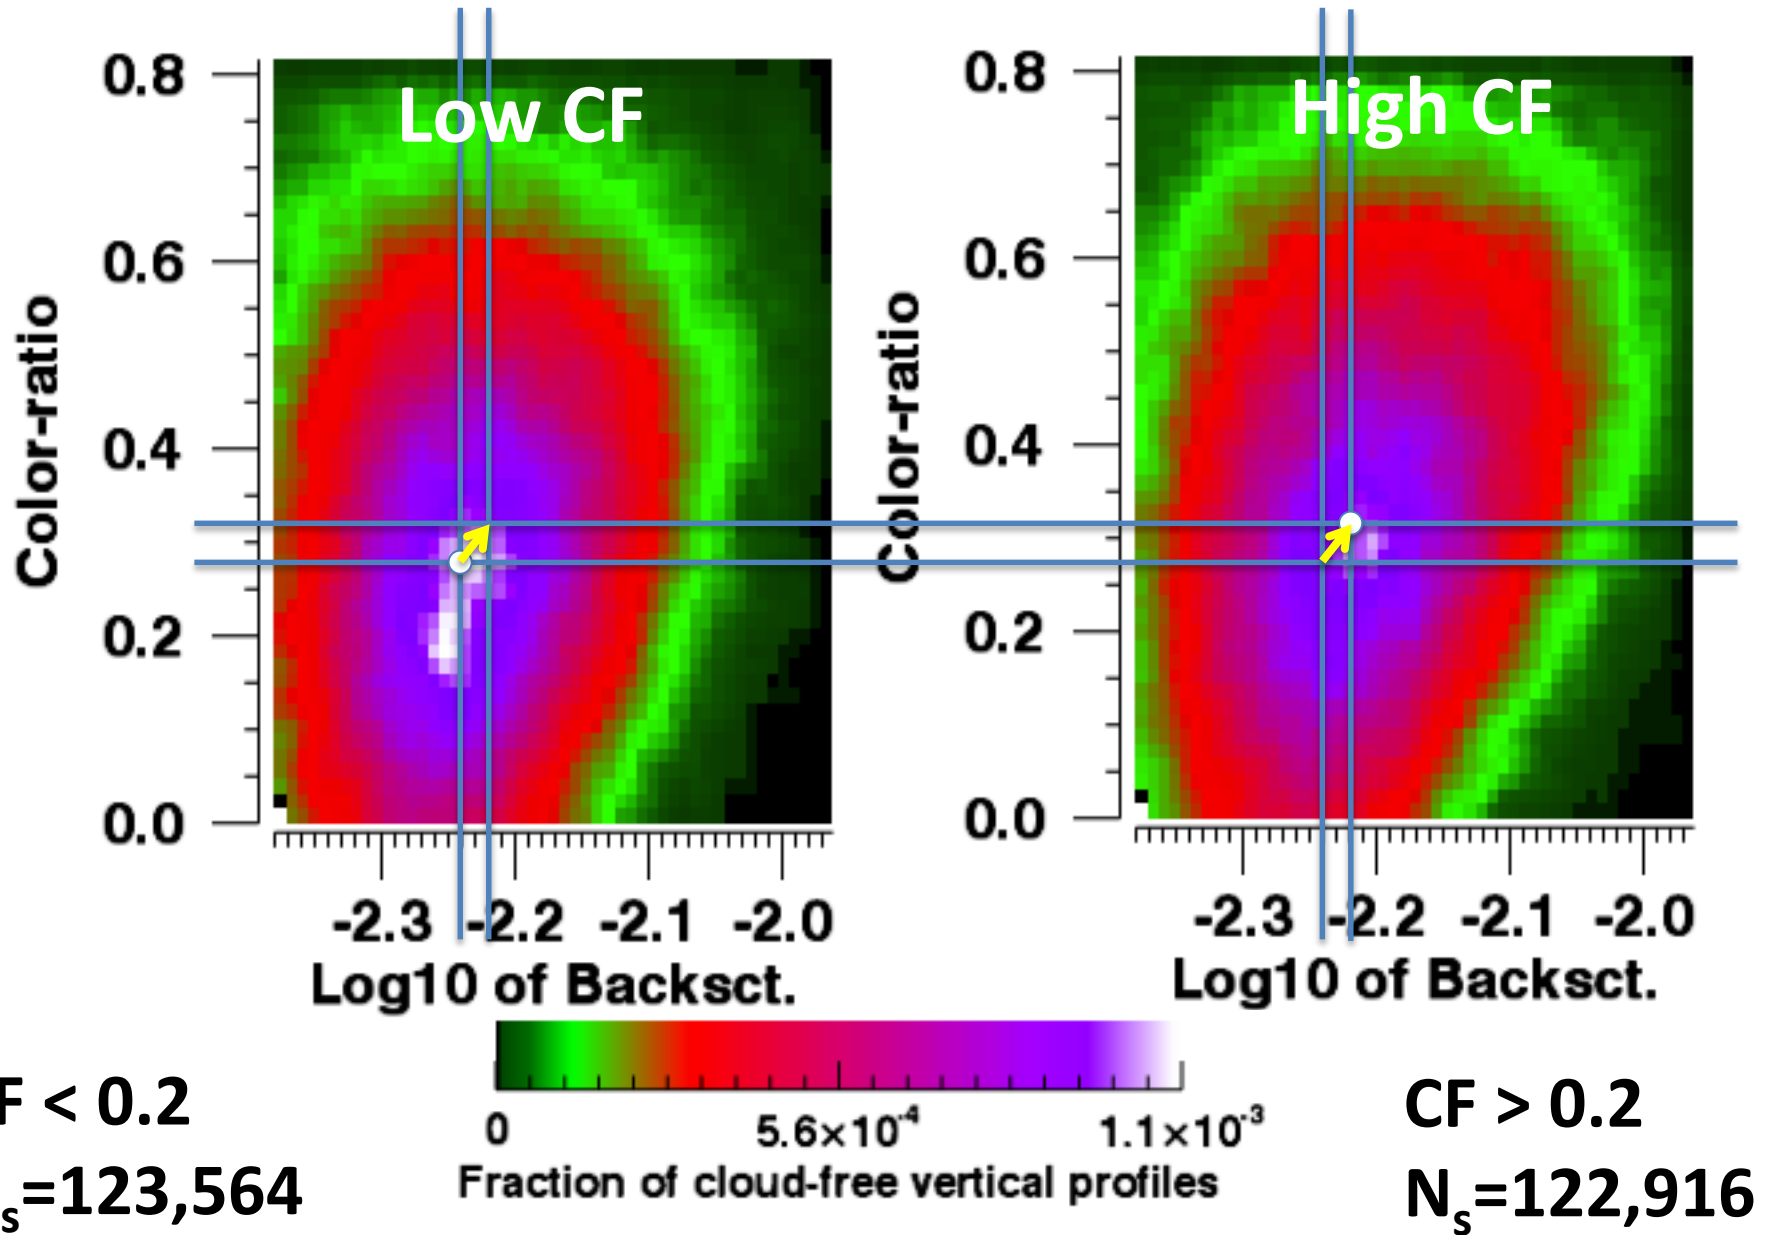 Low CF
High CF
0.8
0.6
0.4
0.2
0.0
Color-ratio
-2.3 -2.2 -2.1 -2.0
Log10 of Backsct.
0.8
0.6
0.4
0.2
0.0
Color-ratio
-2.3 -2.2 -2.1 -2.0
Log10 of Backsct.
0 5.6×10⁻⁴ 1.1×10⁻³
Fraction of cloud-free vertical profiles
F < 0.2
s=123,564
CF > 0.2
Ns=122,916